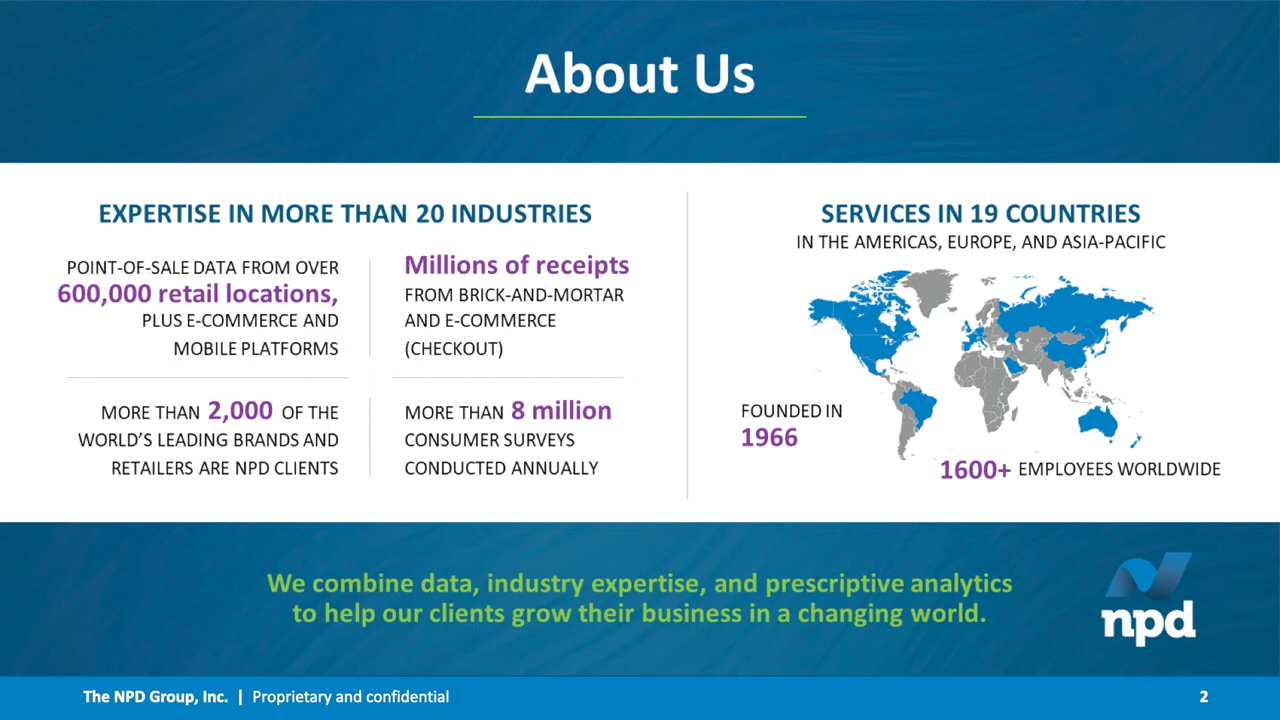 About Us
EXPERTISE IN MORE THAN 20 INDUSTRIES
POINT-OF-SALE DATA FROM OVER
600,000 retail locations,
PLUS E-COMMERCE AND
MOBILE PLATFORMS
Millions of receipts
FROM BRICK-AND-MORTAR
AND E-COMMERCE
(CHECKOUT)
MORE THAN 2,000 OF THE
WORLD'S LEADING BRANDS AND
RETAILERS ARE NPD CLIENTS
MORE THAN 8 million
CONSUMER SURVEYS
CONDUCTED ANNUALLY
SERVICES IN 19 COUNTRIES
IN THE AMERICAS, EUROPE, AND ASIA-PACIFIC
FOUNDED IN
1966
1600+ EMPLOYEES WORLDWIDE
We combine data, industry expertise, and prescriptive analytics
to help our clients grow their business in a changing world.
npd
The NPD Group, Inc. | Proprietary and confidential
2